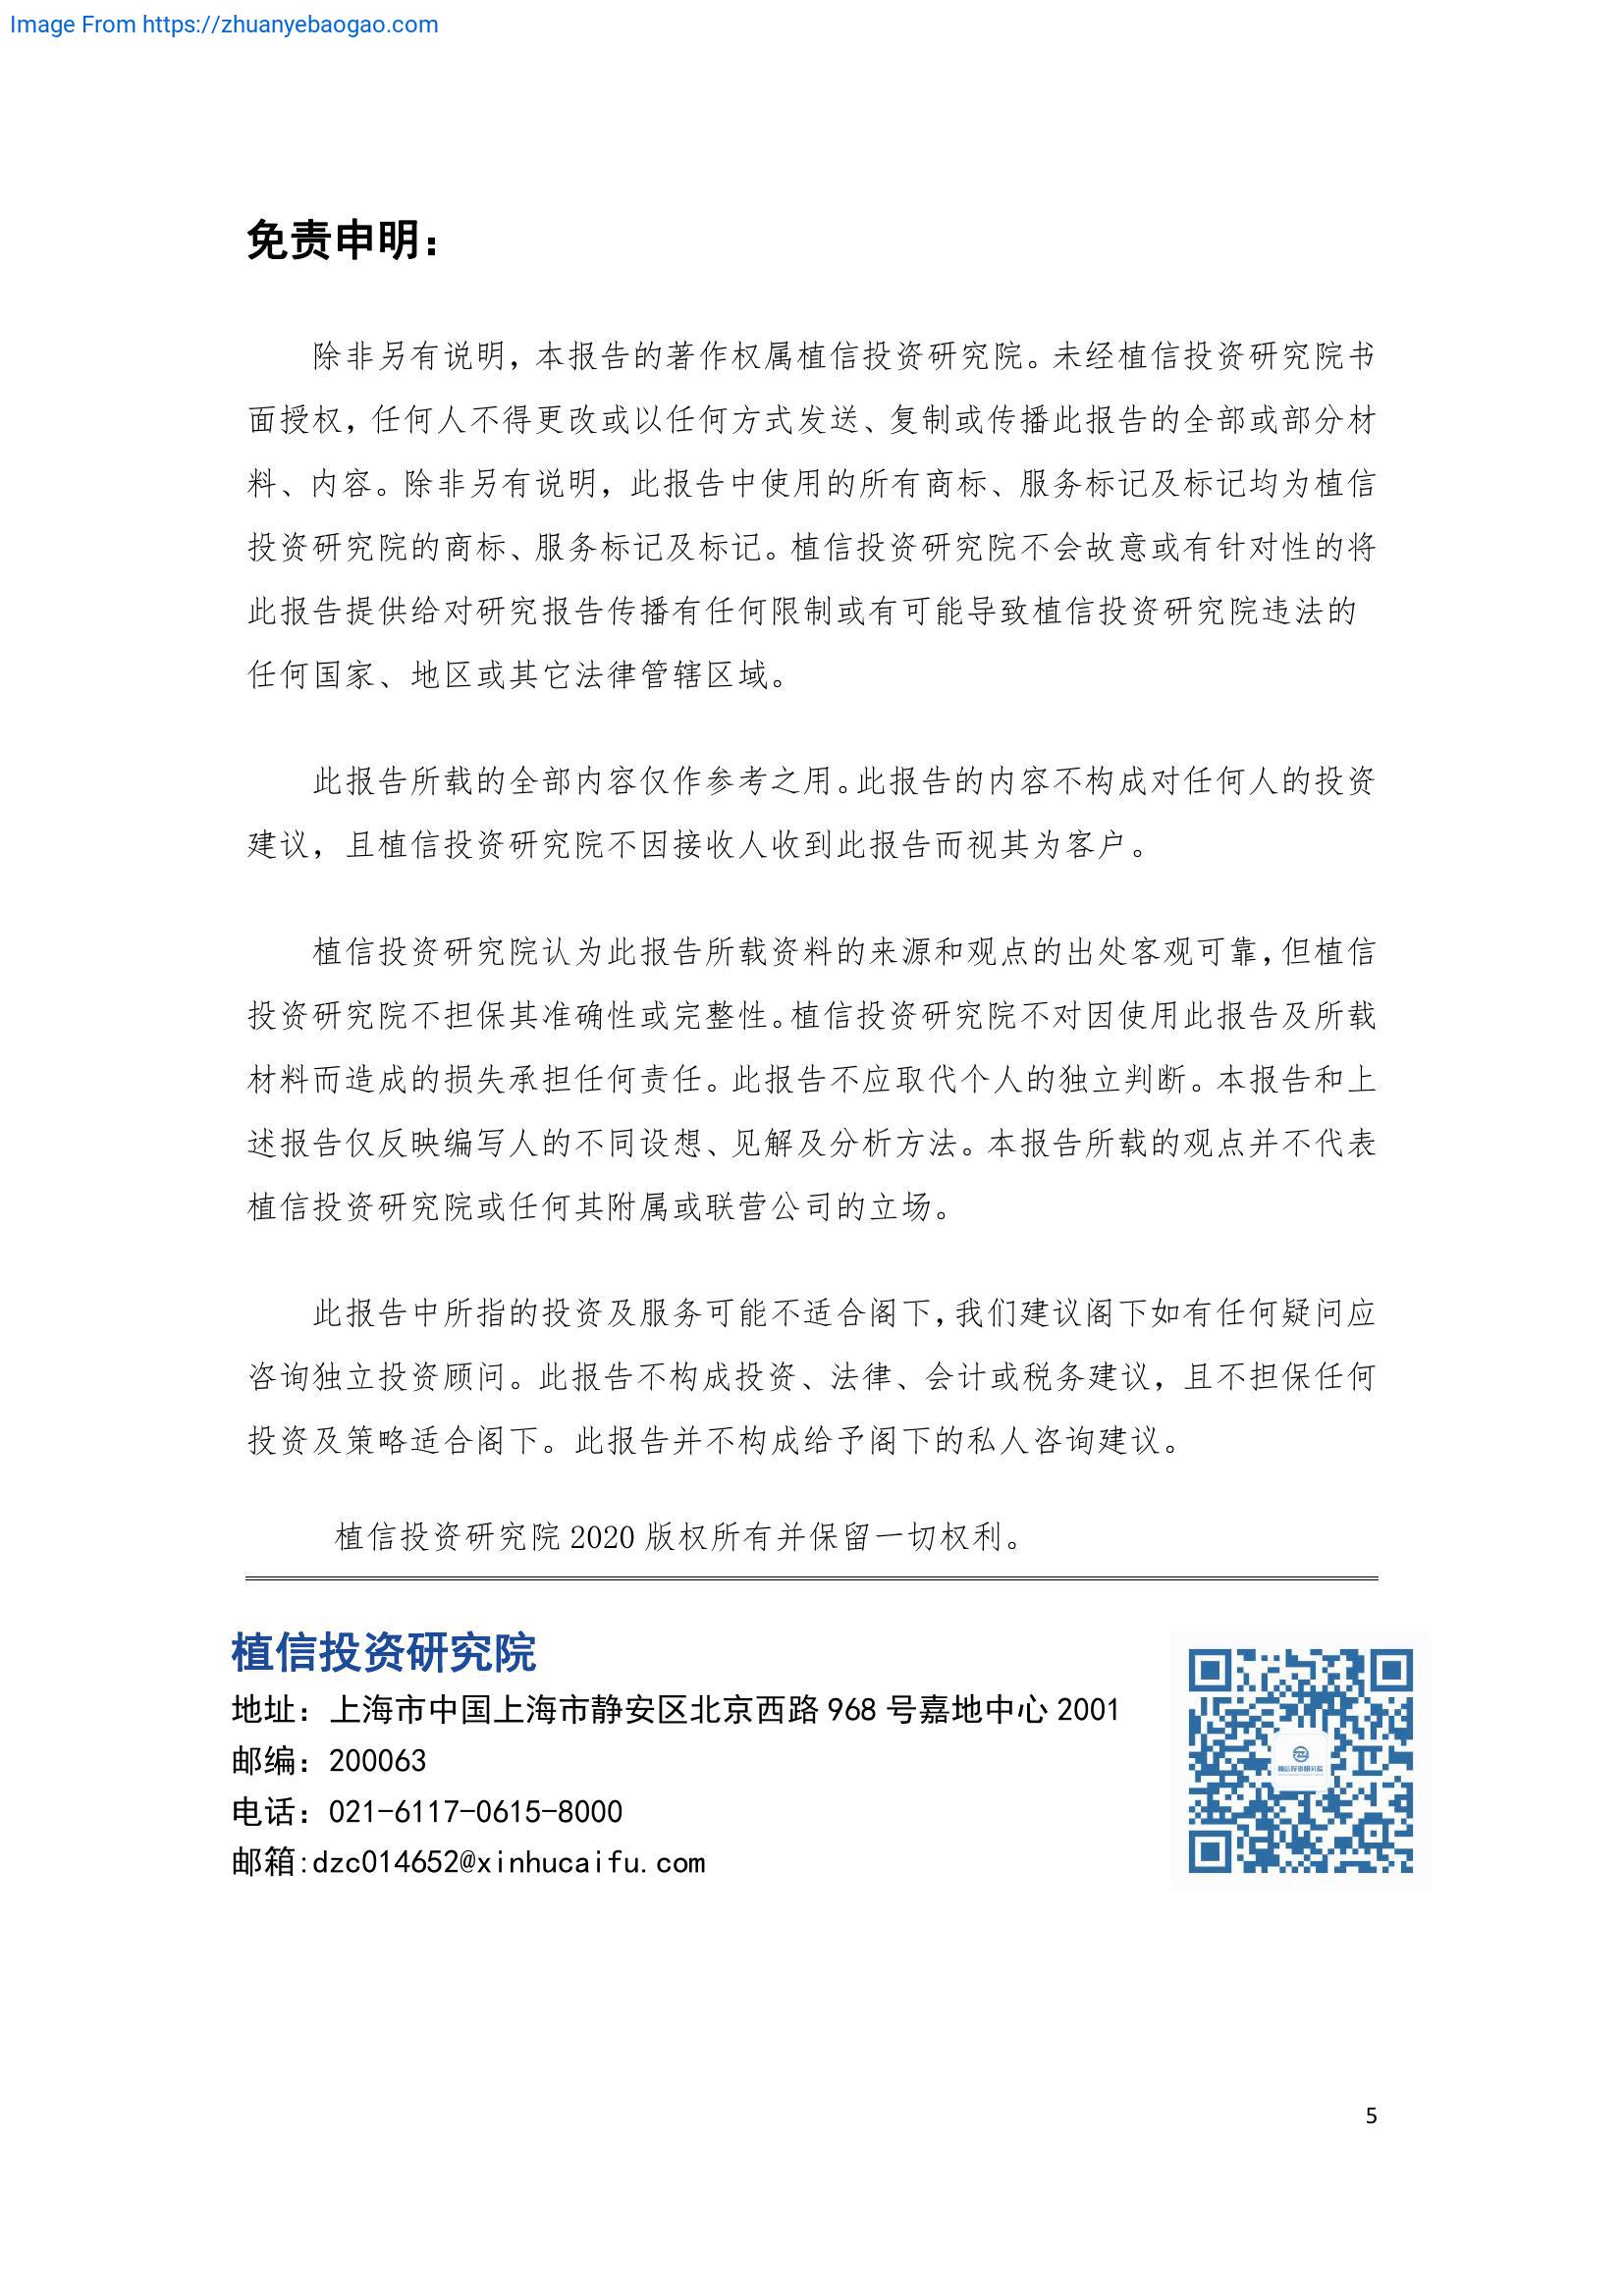 Image From https://zhuanyebaogao.com
免责申明：
除非另有说明，本报告的著作权属植信投资研究院。未经植信投资研究院书
面授权，任何人不得更改或以任何方式发送、复制或传播此报告的全部或部分材
料、内容。除非另有说明，此报告中使用的所有商标、服务标记及标记均为植信
投资研究院的商标、服务标记及标记。植信投资研究院不会故意或有针对性的将
此报告提供给对研究报告传播有任何限制或有可能导致植信投资研究院违法的
任何国家、地区或其它法律管辖区域。
此报告所载的全部内容仅作参考之用。此报告的内容不构成对任何人的投资
建议，且植信投资研究院不因接收人收到此报告而视其为客户。
植信投资研究院认为此报告所载资料的来源和观点的出处客观可靠，但植信
投资研究院不担保其准确性或完整性。植信投资研究院不对因使用此报告及所载
材料而造成的损失承担任何责任。此报告不应取代个人的独立判断。本报告和上
述报告仅反映编写人的不同设想、见解及分析方法。本报告所载的观点并不代表
植信投资研究院或任何其附属或联营公司的立场。
此报告中所指的投资及服务可能不适合阁下，我们建议阁下如有任何疑问应
咨询独立投资顾问。此报告不构成投资、法律、会计或税务建议，且不担保任何
投资及策略适合阁下。此报告并不构成给予阁下的私人咨询建议。
植信投资研究院 2020 版权所有并保留一切权利。
植信投资研究院
地址：上海市中国上海市静安区北京西路 968 号嘉地中心 2001
邮编：200063
电话：021-6117-0615-8000
邮箱:dzc014652@xinhucaifu.com
植信投资研究院
5